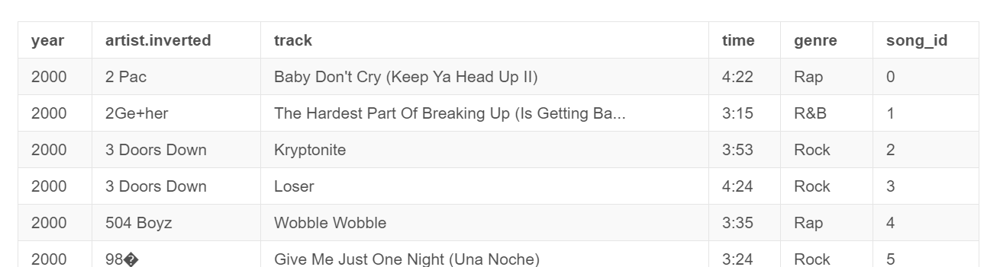 year artist.inverted track time genre song_id
2000 2 Pac Baby Don't Cry (Keep Ya Head Up II) 4:22 Rap 0
2000 2Ge+her The Hardest Part Of Breaking Up (Is Getting Ba... 3:15 R&B 1
2000 3 Doors Down Kryptonite 3:53 Rock 2
2000 3 Doors Down Loser 4:24 Rock 3
2000 504 Boyz Wobble Wobble 3:35 Rap 4
2000 98� Give Me Just One Night (Una Noche) 3:24 Rock 5